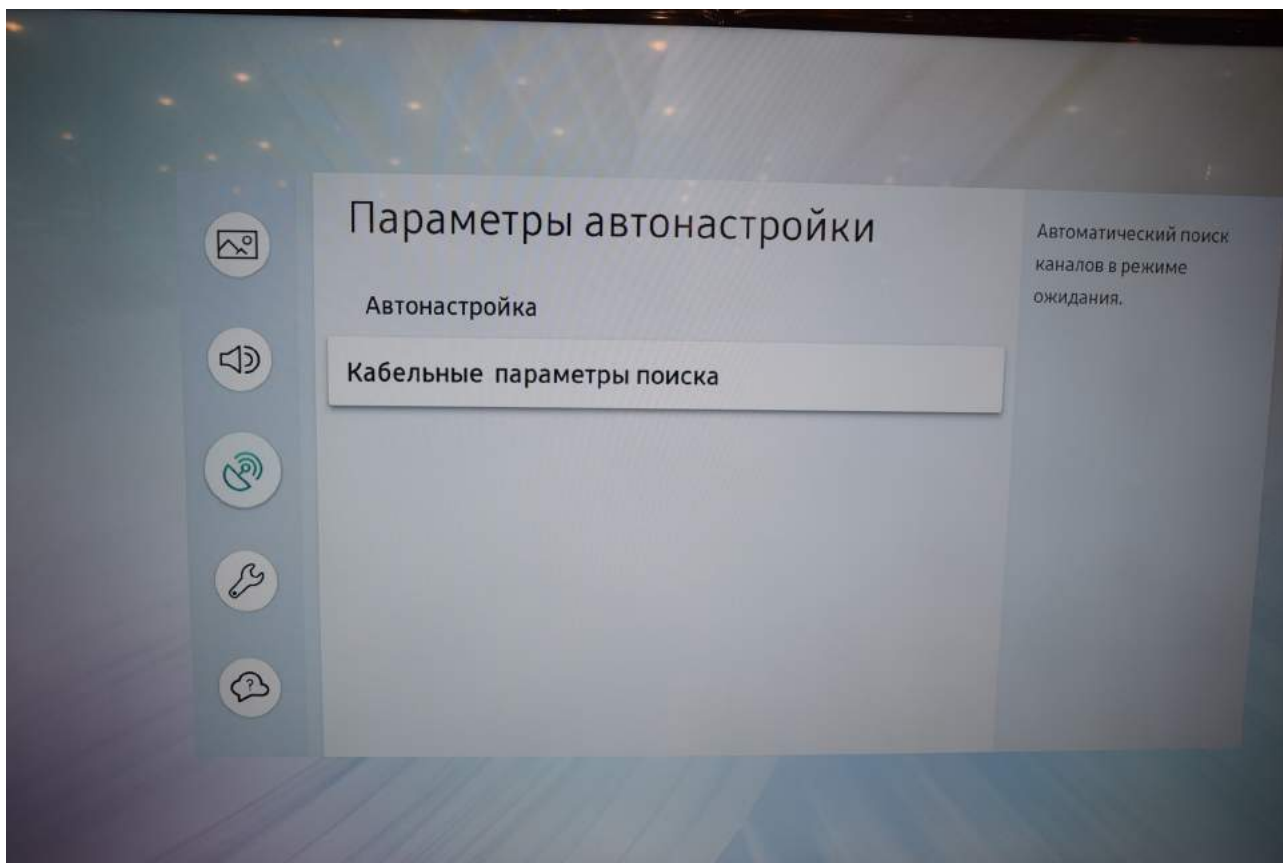 Параметры автонастройки
Автонастройка
Кабельные параметры поиска
Автоматический поиск
каналов в режиме
ожидания.